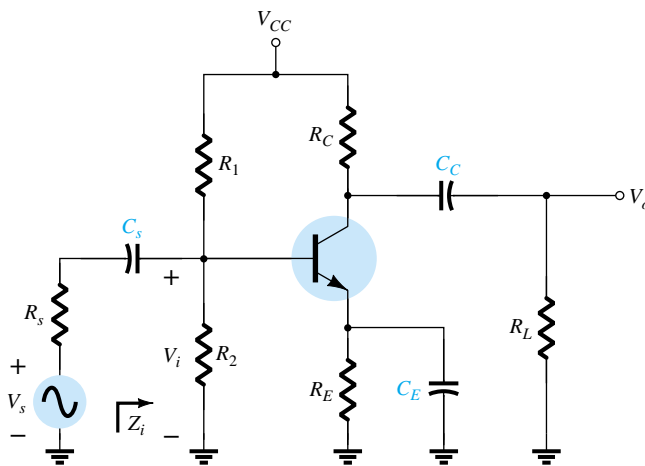 V_CC
R_C
R_1
C_C
V_o
C_s
+
R_s
R_L
V_i
R_2
+
V_s
−
Z_i
−
R_E
C_E